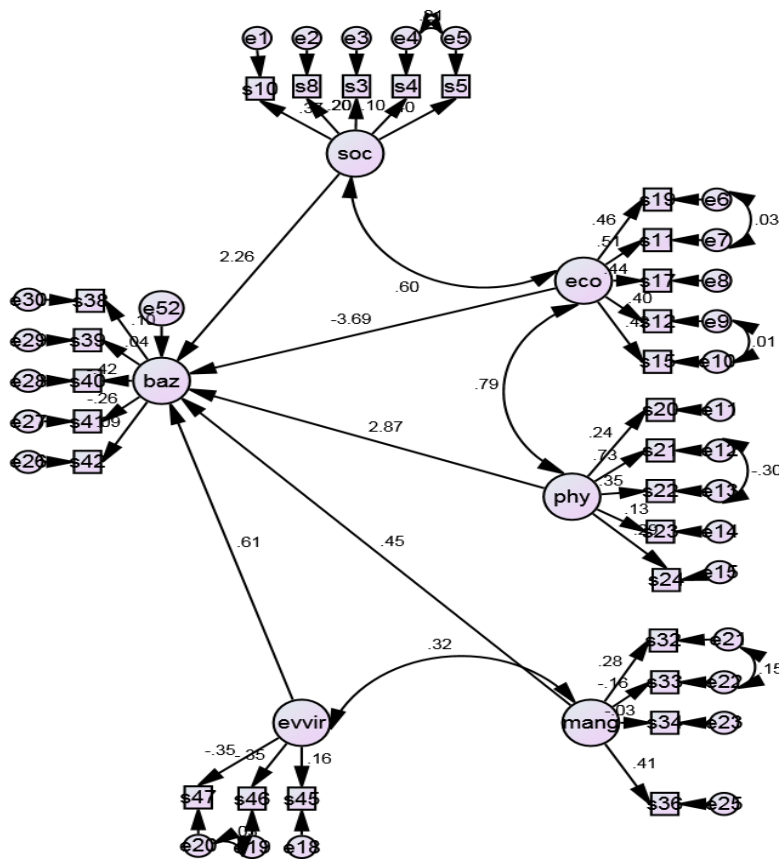 e1 e2 e3 e4 e5
s10 s8 s3 s4 s5
.37 .20 .10 .40
soc
s19 e6
.46 .03
s11 e7
.51
2.26 .60 eco .44 s17 e8
.40 s12 e9
.01
s15 e10
e30 s38 e52 -3.69
.10
e29 s39 .04
e28 s40 -.42 baz
e27 s41 -.26
e26 s42 .09
.79
2.87
s20 e11
.24
.73 s21 e12
-.30
phy .35 s22 e13
.13 s23 e14
s24 e15
.61 .45
.32
s32 e21
.28 .15
-.16 s33 e22
evvir mang -.03 s34 e23
.41
s36 e25
-.35 -.35 .16
s47 s46 s45
e20 e19 e18